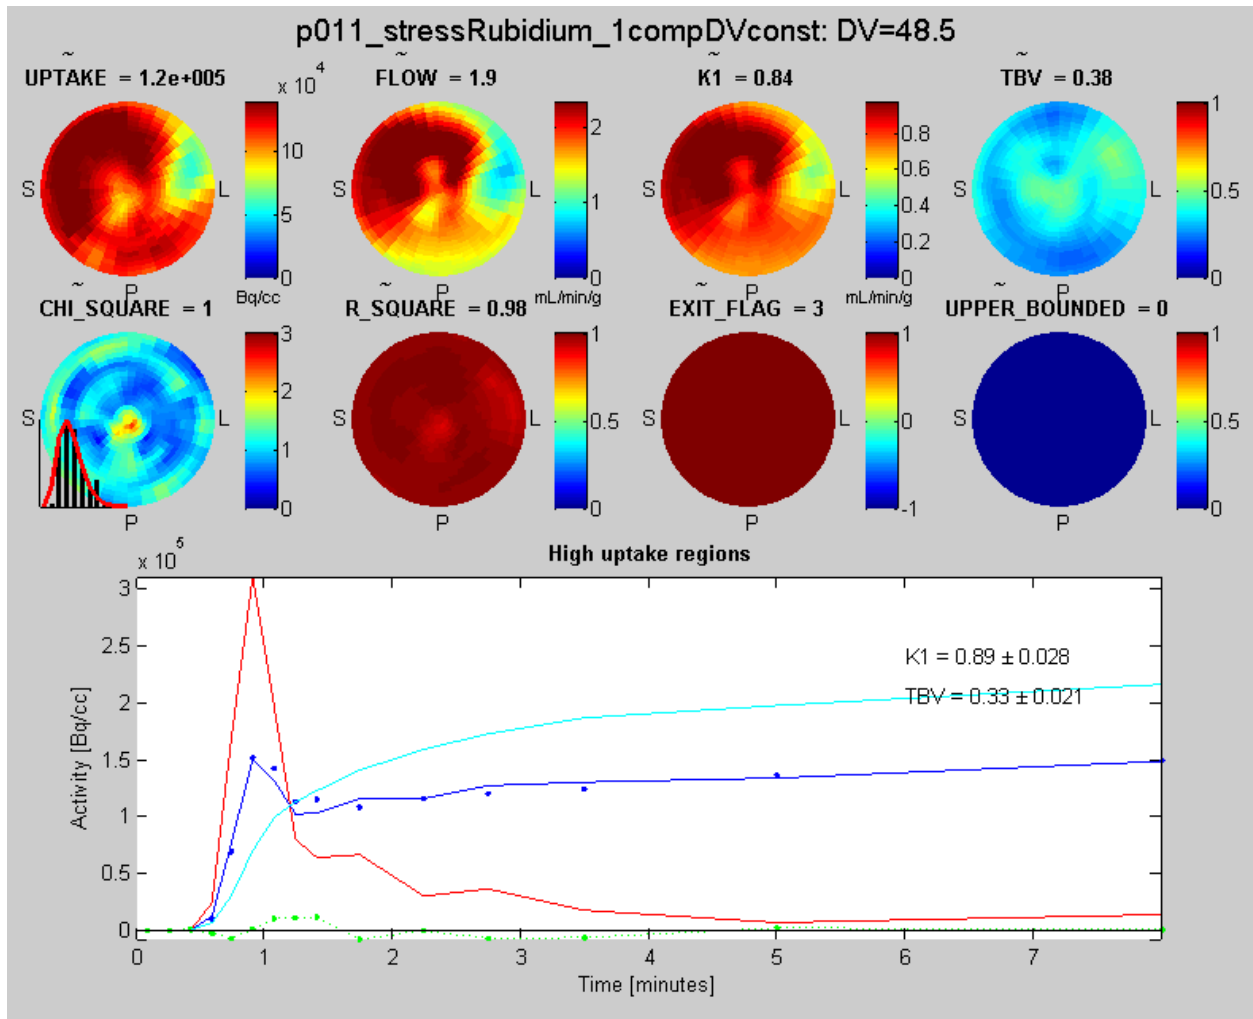 p011_stressRubidium_1compDVconst: DV=48.5
~ ~ ~ ~
UPTAKE = 1.2e+005 FLOW = 1.9 K1 = 0.84 TBV = 0.38
x 10^4
10
5
0
Bq/cc
S
P
2
1
0
mL/min/g
L
P
0.8
0.6
0.4
0.2
0
mL/min/g
P
S
L
1
0.5
0
P
~ ~ ~ ~
CHI_SQUARE = 1 R_SQUARE = 0.98 EXIT_FLAG = 3 UPPER_BOUNDED = 0
S
3
2
1
0
P
S
L
1
0.5
0
P
S
L
1
0
-1
P
S
L
1
0.5
0
P
High uptake regions
x 10^5
3
2.5
2
1.5
1
0.5
0
K1 = 0.89 ± 0.028
TBV = 0.33 ± 0.021
Activity [Bq/cc]
0 1 2 3 4 5 6 7
Time [minutes]